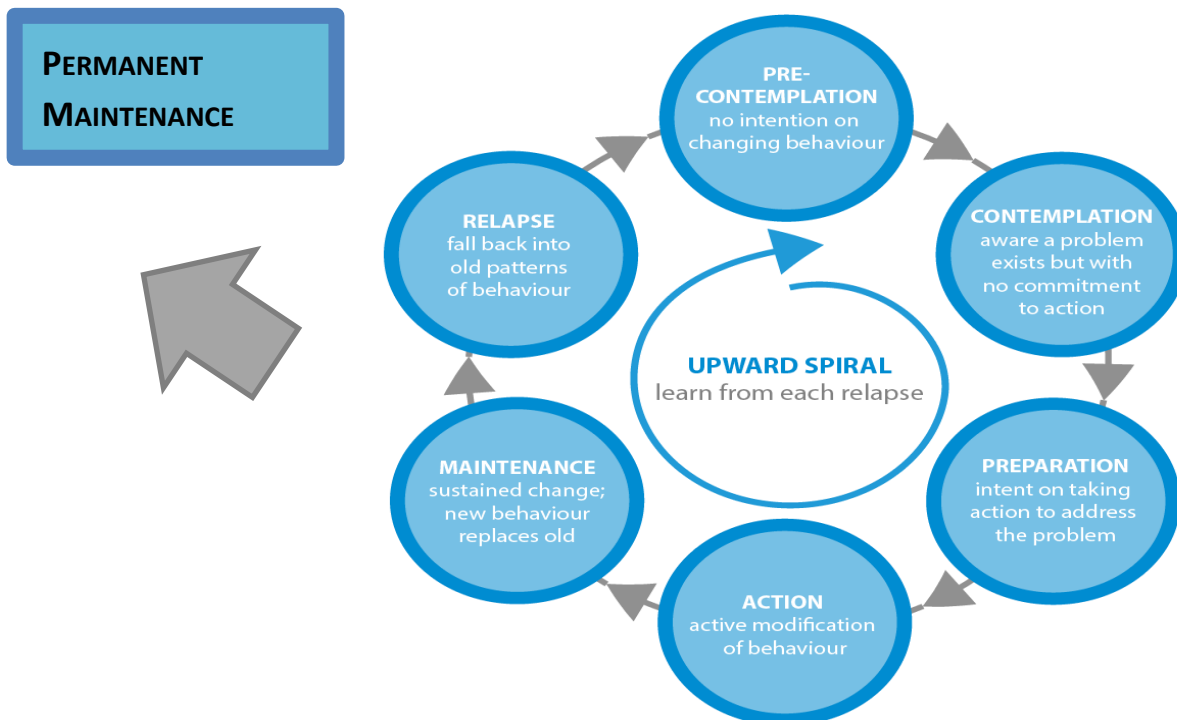 PERMANENT
MAINTENANCE
PRE-
CONTEMPLATION
no intention on
changing behaviour
CONTEMPLATION
aware a problem
exists but with
no commitment
to action
PREPARATION
intent on taking
action to address
the problem
ACTION
active modification
of behaviour
MAINTENANCE
sustained change;
new behaviour
replaces old
RELAPSE
fall back into
old patterns
of behaviour
UPWARD SPIRAL
learn from each relapse